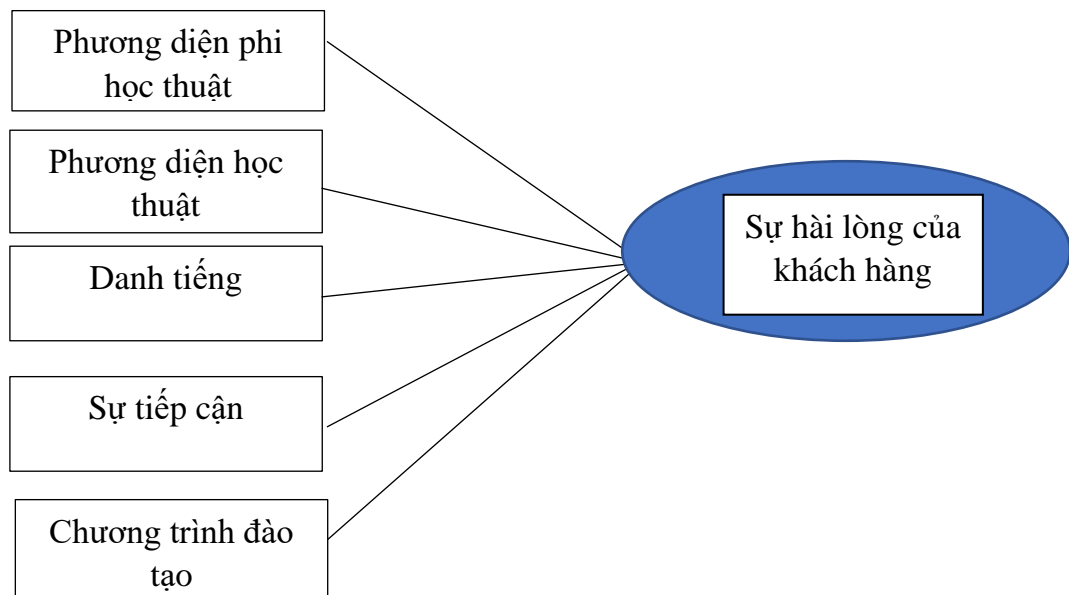 Phương diện phi
học thuật
Phương diện học
thuật
Danh tiếng
Sự tiếp cận
Chương trình đào
tạo
Sự hài lòng của
khách hàng